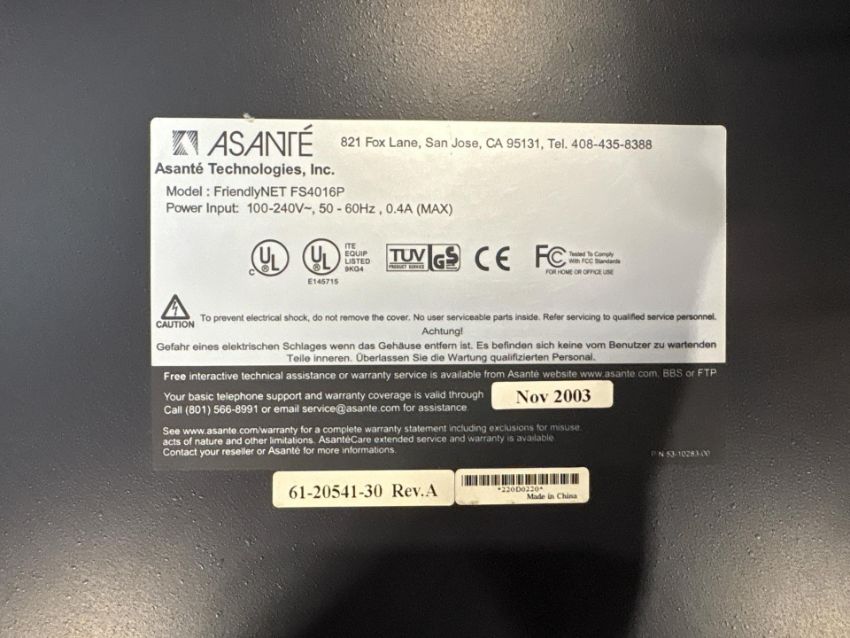 ASANTÉ
821 Fox Lane, San Jose, CA 95131, Tel. 408-435-8388
Asanté Technologies, Inc.
Model : FriendlyNET FS4016P
Power Input: 100-240V~, 50 - 60Hz , 0.4A (MAX)
C UL ®
UL ®
ITE
EQUIP
LISTED
9KG4
E145715
TUV
PRODUCT SERVICE
GS
CE
FC
Tested To Comply
With FCC Standards
FOR HOME OR OFFICE USE
CAUTION
To prevent electrical shock, do not remove the cover. No user serviceable parts inside. Refer servicing to qualified service personnel.
Achtung!
Gefahr eines elektrischen Schlages wenn das Gehäuse entfern ist. Es befinden sich keine vom Benutzer zu wartenden
Teile inneren. Überlassen Sie die Wartung qualifizierten Personal.
Free interactive technical assistance or warranty service is available from Asanté website www.asante.com, BBS or FTP
Your basic telephone support and warranty coverage is valid through
Nov 2003
Call (801) 566-8991 or email service@asante.com for assistance
See www.asante.com/warranty for a complete warranty statement including exclusions for misuse,
acts of nature and other limitations. AsantéCare extended service and warranty is available.
Contact your reseller or Asanté for more informations.
P/N 53-10283-00
61-20541-30 Rev.A
*220D0220*
Made in China